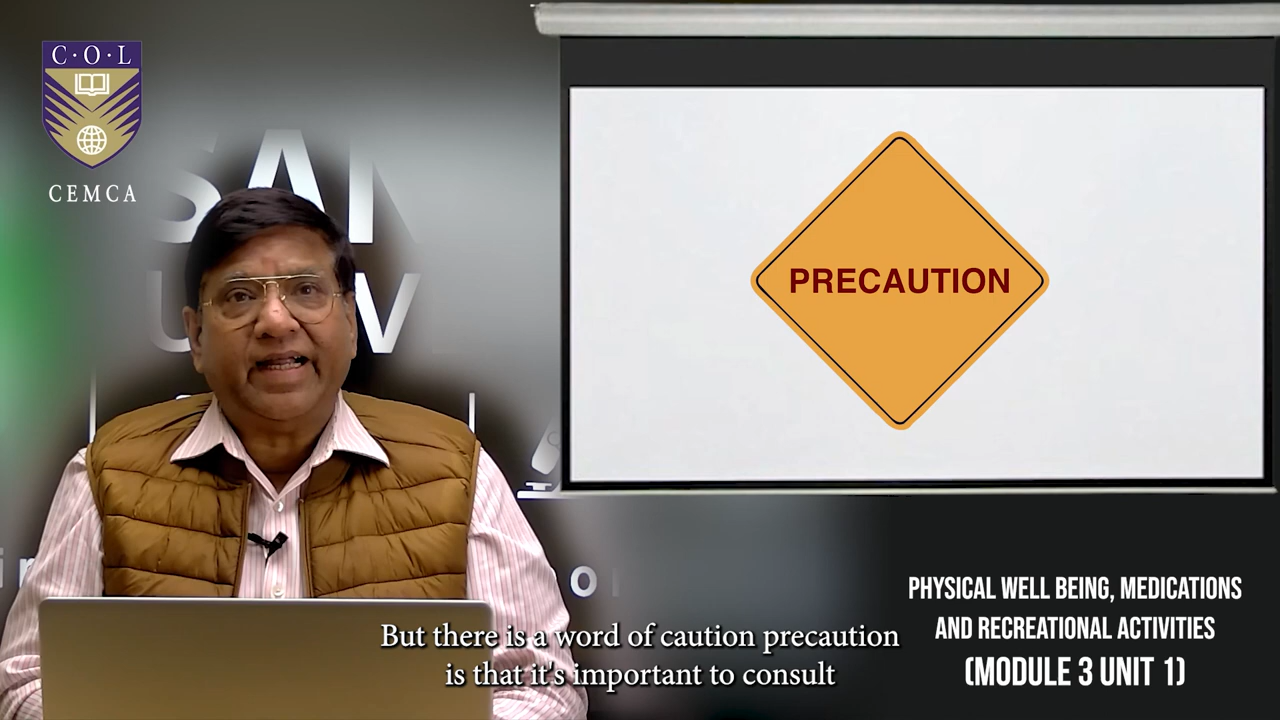 C·O·L
CEMCA
SAN
PRECAUTION
PHYSICAL WELL BEING, MEDICATIONS
AND RECREATIONAL ACTIVITIES
(MODULE 3 UNIT 1)
But there is a word of caution precaution
is that it's important to consult